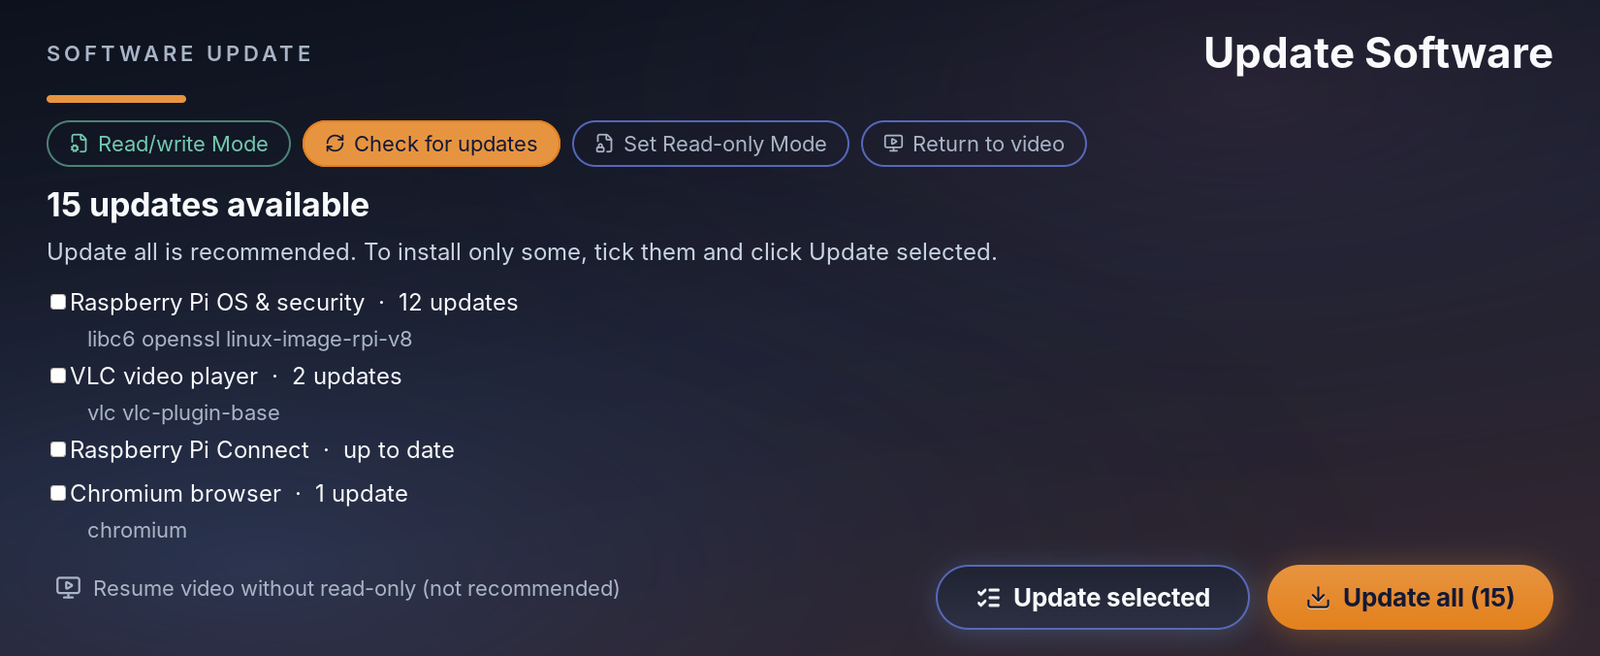 SOFTWARE UPDATE
Update Software
Read/write Mode
Check for updates
Set Read-only Mode
Return to video
15 updates available
Update all is recommended. To install only some, tick them and click Update selected.
Raspberry Pi OS & security · 12 updates
libc6 openssl linux-image-rpi-v8
VLC video player · 2 updates
vlc vlc-plugin-base
Raspberry Pi Connect · up to date
Chromium browser · 1 update
chromium
Resume video without read-only (not recommended)
Update selected
Update all (15)